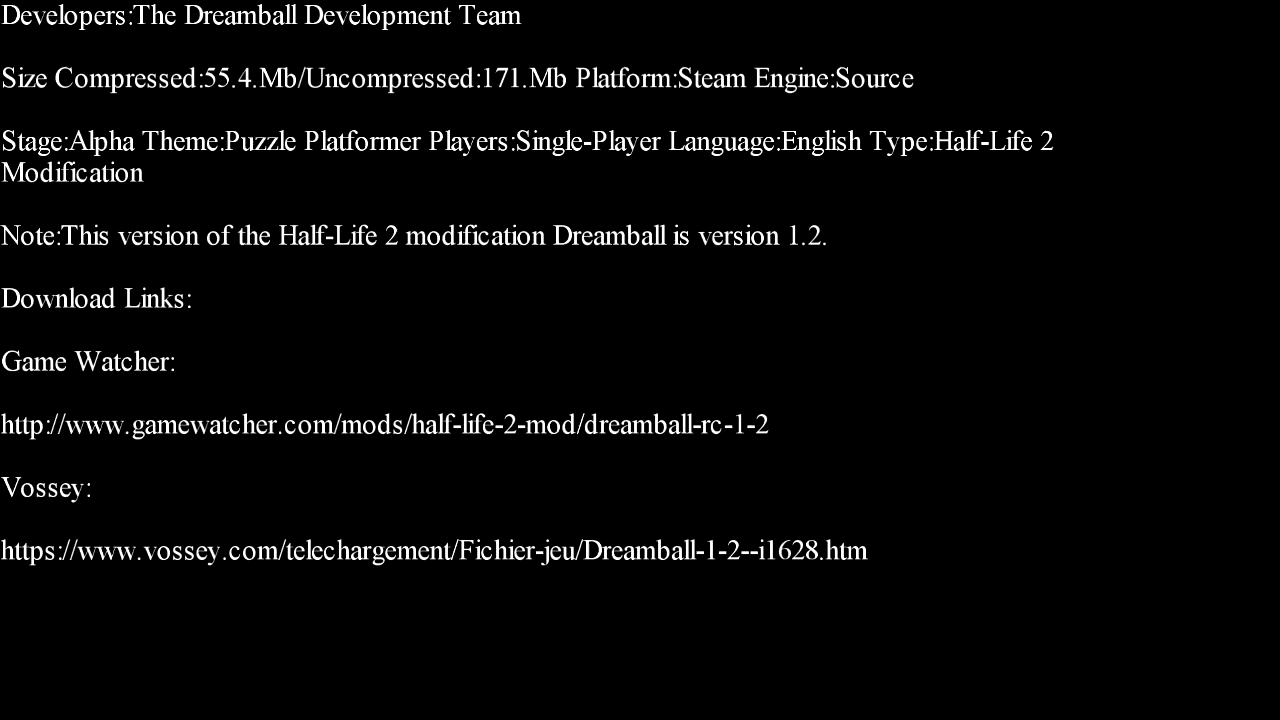 Developers:The Dreamball Development Team
Size Compressed:55.4.Mb/Uncompressed:171.Mb Platform:Steam Engine:Source
Stage:Alpha Theme:Puzzle Platformer Players:Single-Player Language:English Type:Half-Life 2
Modification
Note:This version of the Half-Life 2 modification Dreamball is version 1.2.
Download Links:
Game Watcher:
http://www.gamewatcher.com/mods/half-life-2-mod/dreamball-rc-1-2
Vossey:
https://www.vossey.com/telechargement/Fichier-jeu/Dreamball-1-2--i1628.htm